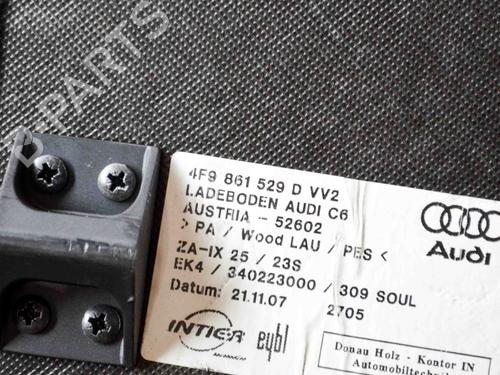 B-PARTS
4F9 861 529 D VV2
LADEBODEN AUDI C6
AUSTRIA - 52602
> PA / Wood LAU / PES <
ZA-IX 25 / 23S
EK4 / 340223000 / 309 SOUL
Datum: 21.11.07 2705
Audi
INTIER eybl
Donau Holz - Kontor IN